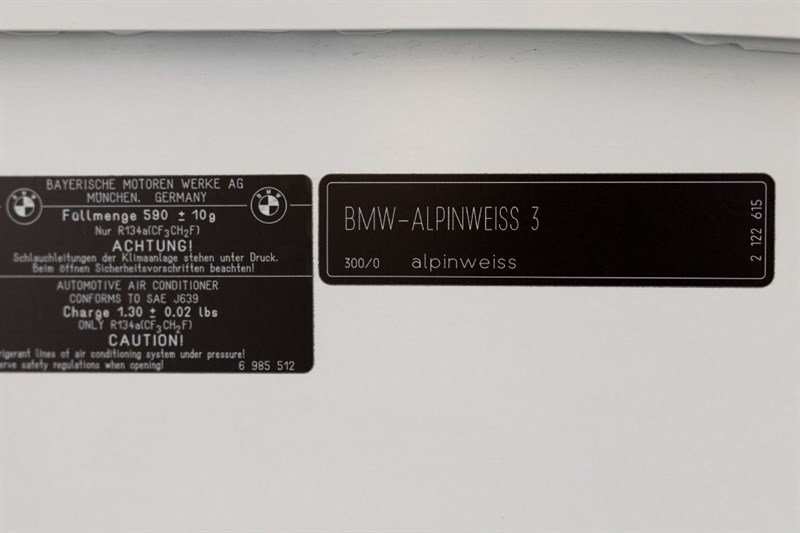 BAYERISCHE MOTOREN WERKE AG
MÜNCHEN, GERMANY
Füllmenge 590 ± 10g
Nur R134a(CF3CH2F)
ACHTUNG!
Schlauchleitungen der Klimaanlage stehen unter Druck.
Beim öffnen Sicherheitsvorschriften beachten!
AUTOMOTIVE AIR CONDITIONER
CONFORMS TO SAE J639
Charge 1.30 ± 0.02 lbs
ONLY R134a(CF3CH2F)
CAUTION!
lines of air conditioning system under pressure!
safety regulations when opening!
6 985 512
BMW-ALPINWEISS 3
300/0 alpinweiss
2 122 615